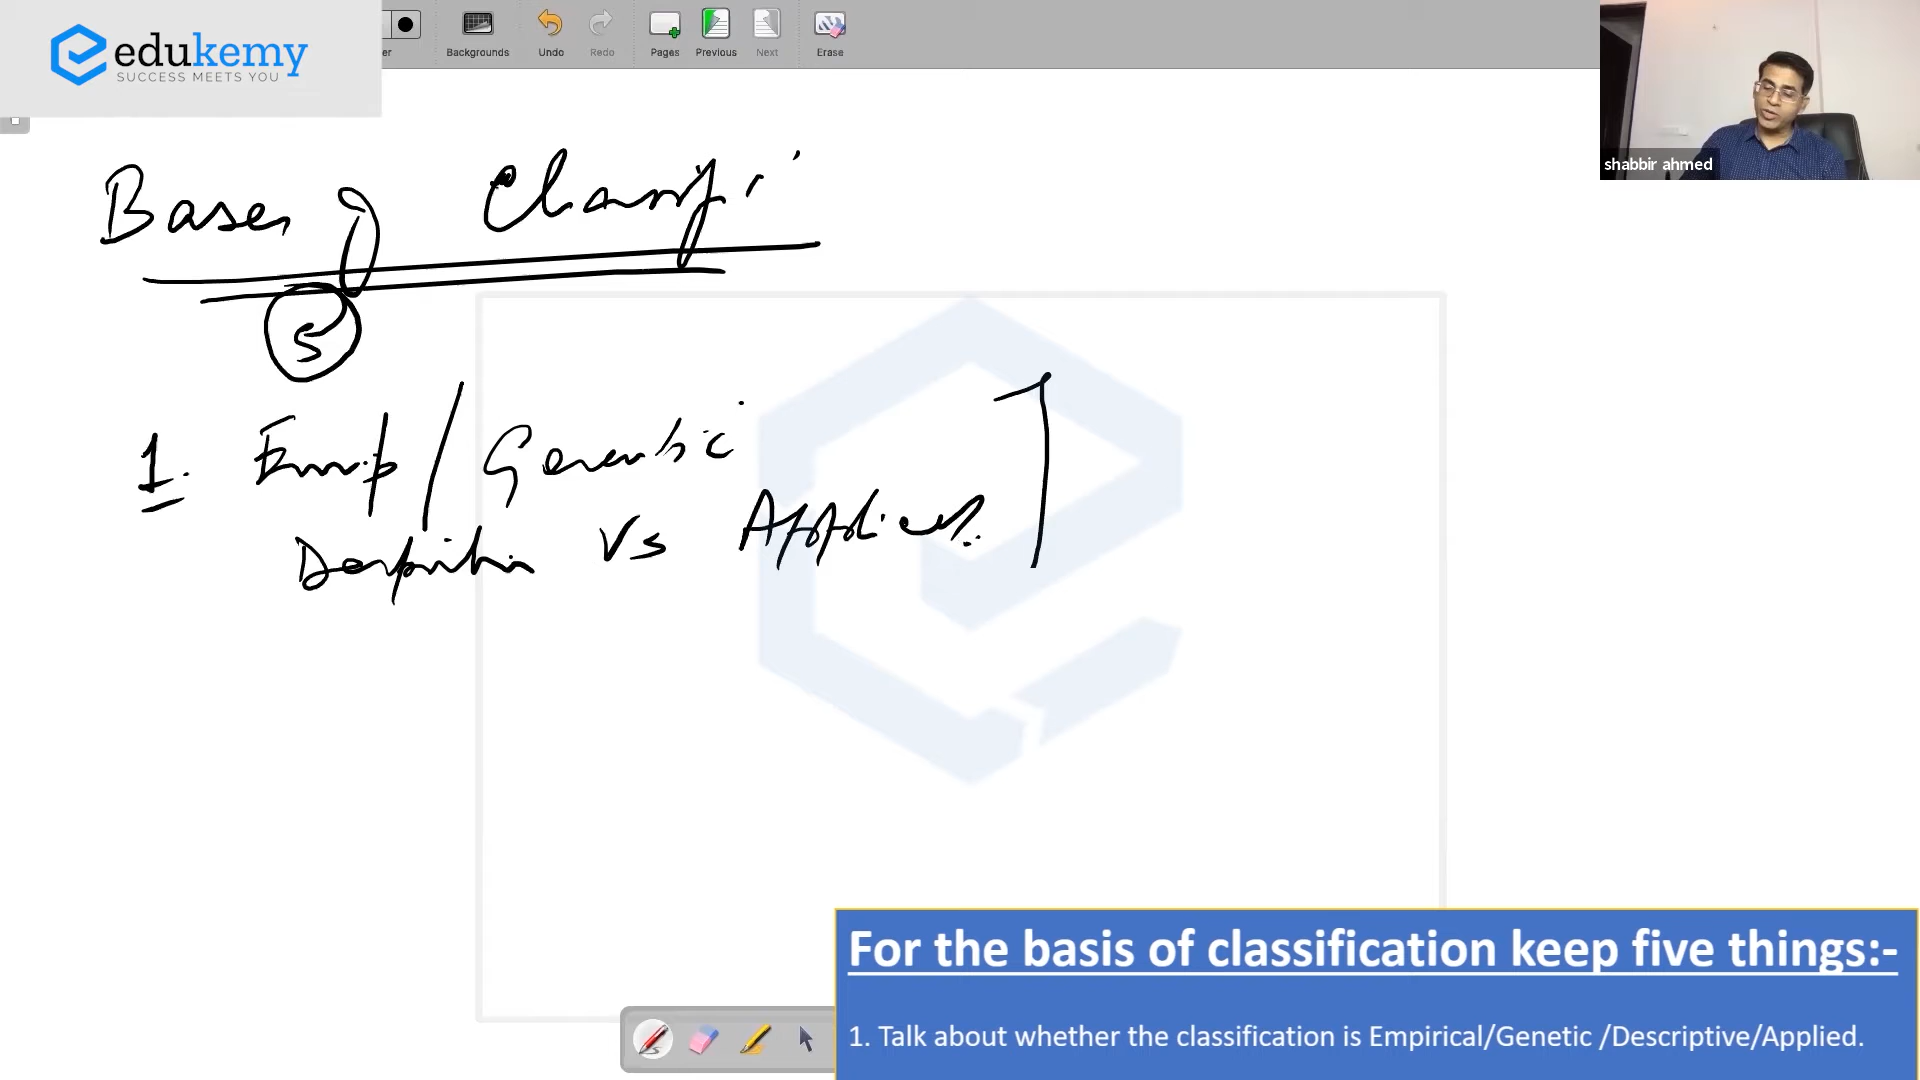 edukemy
SUCCESS MEETS YOU
er
Backgrounds
Undo
Redo
Pages
Previous
Next
Erase
shabbir ahmed
Bases of Classifi
5
1. Emp / Genetic
Vs
For the basis of classification keep five things:-
1. Talk about whether the classification is Empirical/Genetic /Descriptive/Applied.